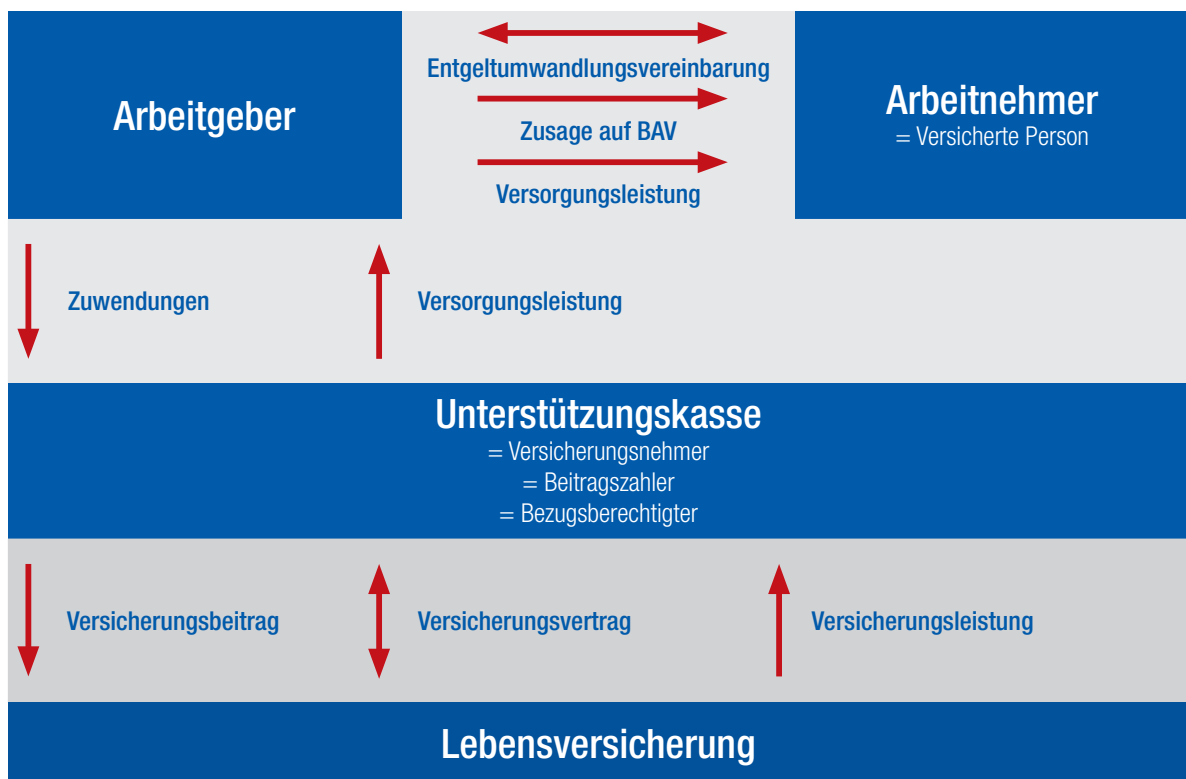 Arbeitgeber
Entgeltumwandlungsvereinbarung
Zusage auf BAV
Versorgungsleistung
Arbeitnehmer
= Versicherte Person
Zuwendungen
Versorgungsleistung
Unterstützungskasse
= Versicherungsnehmer
= Beitragszahler
= Bezugsberechtigter
Versicherungsbeitrag
Versicherungsvertrag
Versicherungsleistung
Lebensversicherung